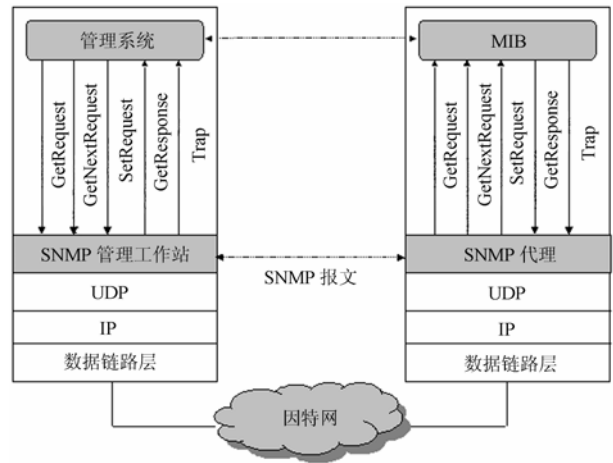 管理系统
GetRequest
GetNextRequest
SetRequest
GetResponse
Trap
SNMP 管理工作站
UDP
IP
数据链路层
MIB
GetRequest
GetNextRequest
SetRequest
GetResponse
Trap
SNMP 代理
UDP
IP
数据链路层
SNMP 报文
因特网